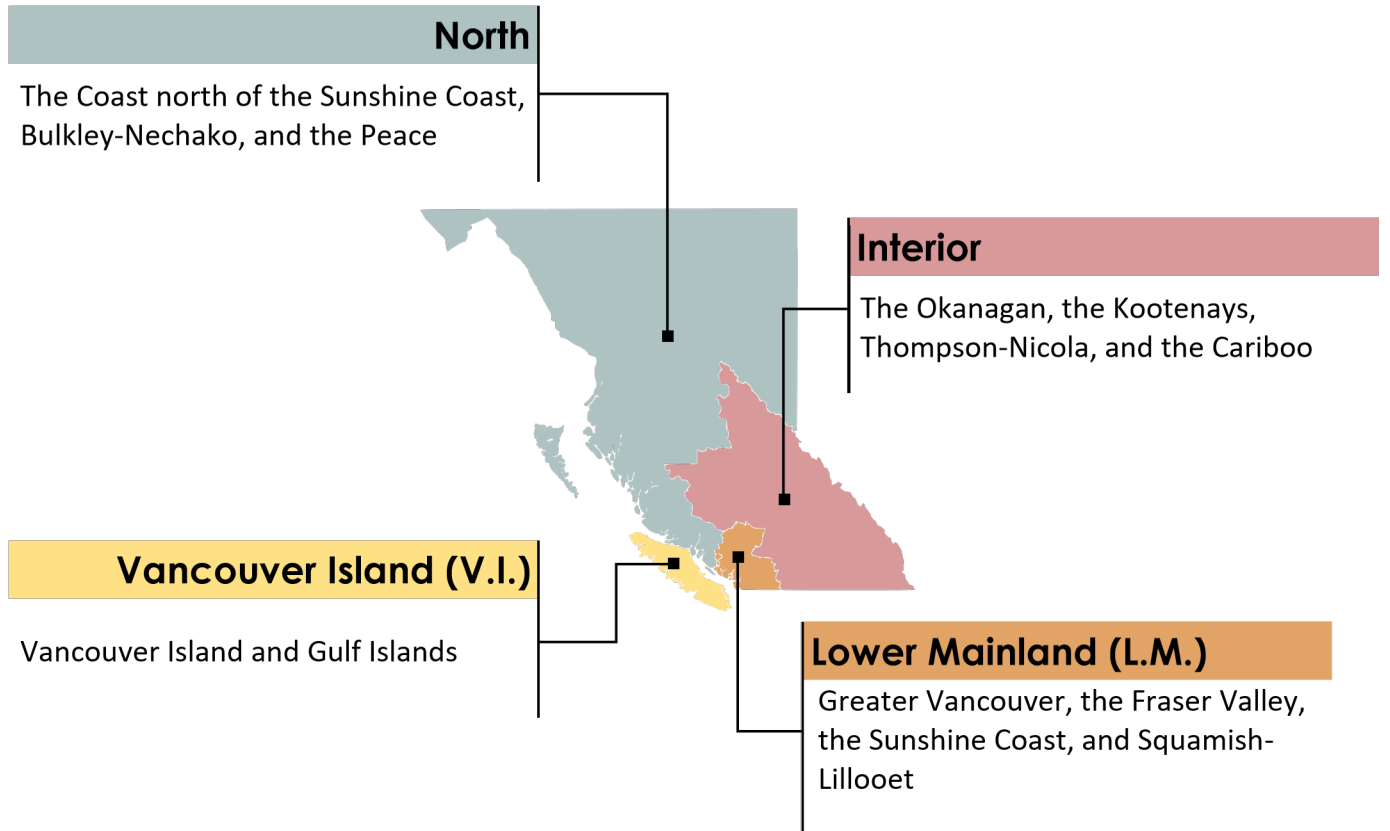 North
The Coast north of the Sunshine Coast,
Bulkley-Nechako, and the Peace
Interior
The Okanagan, the Kootenays,
Thompson-Nicola, and the Cariboo
Vancouver Island (V.I.)
Vancouver Island and Gulf Islands
Lower Mainland (L.M.)
Greater Vancouver, the Fraser Valley,
the Sunshine Coast, and Squamish-
Lillooet